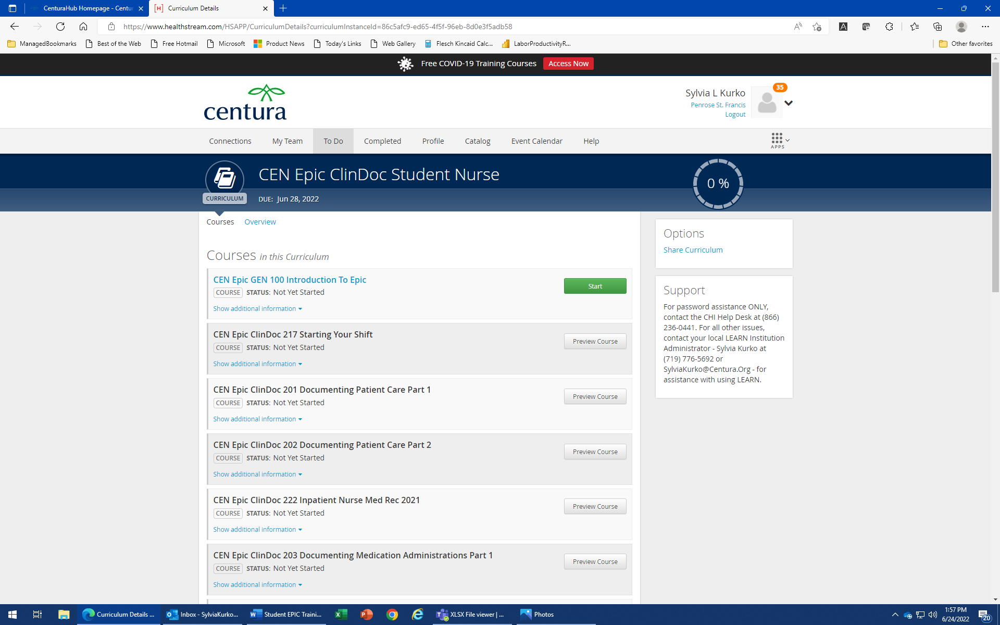 CenturaHub Homepage - Centur
Curriculum Details
https://www.healthstream.com/HSAPP/CurriculumDetails?curriculumInstanceId=86c5afc9-ed65-4f5f-96eb-8d0e3f5adb58
ManagedBookmarks Best of the Web Free Hotmail Microsoft Product News Today's Links Web Gallery Flesch Kincaid Calc... LaborProductivityR... Other favorites
Free COVID-19 Training Courses Access Now
centura
35
Sylvia L Kurko
Penrose St. Francis
Logout
Connections My Team To Do Completed Profile Catalog Event Calendar Help
APPS
CEN Epic ClinDoc Student Nurse
0 %
CURRICULUM
DUE: Jun 28, 2022
Courses Overview
Courses in this Curriculum
CEN Epic GEN 100 Introduction To Epic
COURSE STATUS: Not Yet Started
Start
Show additional information
CEN Epic ClinDoc 217 Starting Your Shift
COURSE STATUS: Not Yet Started
Preview Course
Show additional information
CEN Epic ClinDoc 201 Documenting Patient Care Part 1
COURSE STATUS: Not Yet Started
Preview Course
Show additional information
CEN Epic ClinDoc 202 Documenting Patient Care Part 2
COURSE STATUS: Not Yet Started
Preview Course
Show additional information
CEN Epic ClinDoc 222 Inpatient Nurse Med Rec 2021
COURSE STATUS: Not Yet Started
Preview Course
Show additional information
CEN Epic ClinDoc 203 Documenting Medication Administrations Part 1
COURSE STATUS: Not Yet Started
Preview Course
Show additional information
Options
Share Curriculum
Support
For password assistance ONLY,
contact the CHI Help Desk at (866)
236-0441. For all other issues,
contact your local LEARN Institution
Administrator - Sylvia Kurko at
(719) 776-5692 or
SylviaKurko@Centura.Org - for
assistance with using LEARN.
Curriculum Details ... Inbox - SylviaKurko... Student EPIC Traini... XLSX File viewer | ... Photos
1:57 PM
6/24/2022
20